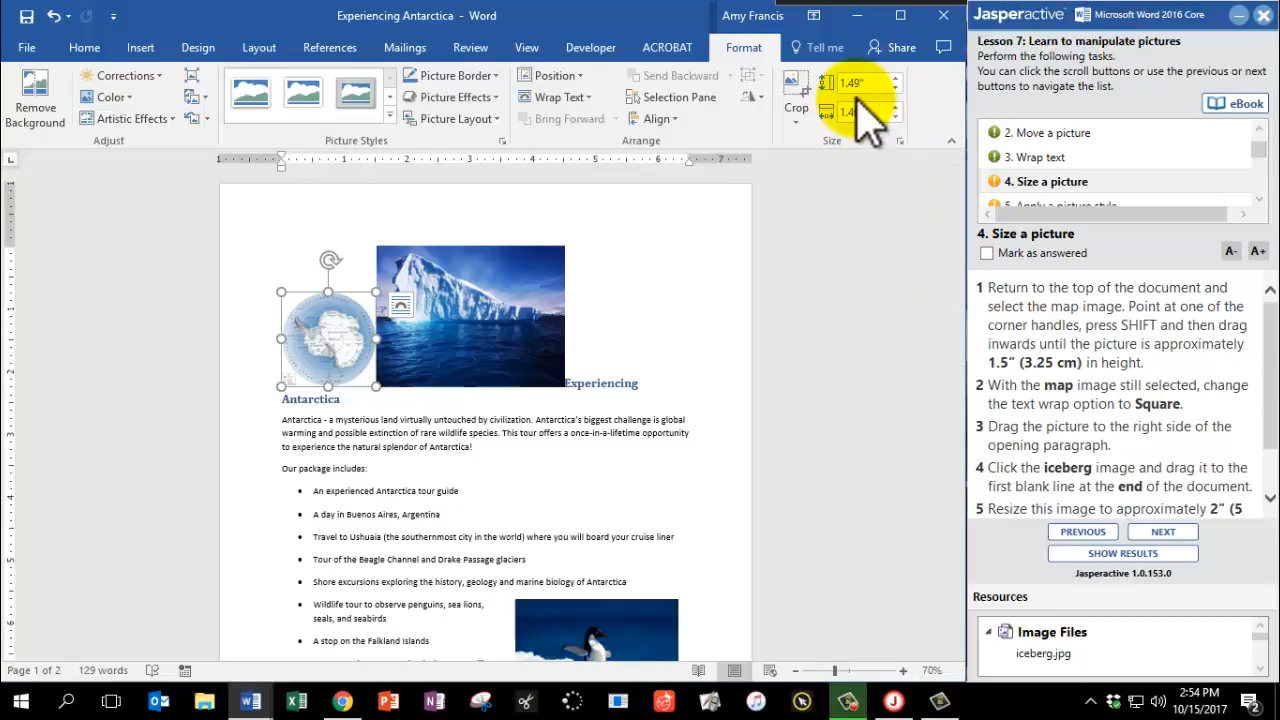 Experiencing Antarctica - Word
Amy Francis
File Home Insert Design Layout References Mailings Review View Developer ACROBAT Format Tell me Share
Remove Background
Corrections
Color
Artistic Effects
Adjust
Picture Styles
Picture Border
Picture Effects
Picture Layout
Position
Wrap Text
Bring Forward
Send Backward
Selection Pane
Align
Arrange
Crop
1.49"
Size
1 1 2 3 4 5 6 7
Experiencing
Antarctica
Antarctica - a mysterious land virtually untouched by civilization. Antarctica's biggest challenge is global
warming and possible extinction of rare wildlife species. This tour offers a once-in-a-lifetime opportunity
to experience the natural splendor of Antarctica!
Our package includes:
• An experienced Antarctica tour guide
• A day in Buenos Aires, Argentina
• Travel to Ushuaia (the southernmost city in the world) where you will board your cruise liner
• Tour of the Beagle Channel and Drake Passage glaciers
• Shore excursions exploring the history, geology and marine biology of Antarctica
• Wildlife tour to observe penguins, sea lions,
seals, and seabirds
• A stop on the Falkland Islands
Page 1 of 2 129 words
70%
Jasperactive Microsoft Word 2016 Core
Lesson 7: Learn to manipulate pictures
Perform the following tasks.
You can click the scroll buttons or use the previous or next
buttons to navigate the list.
eBook
2. Move a picture
3. Wrap text
4. Size a picture
5. Apply a picture style
4. Size a picture
Mark as answered
A- A+
1 Return to the top of the document and
select the map image. Point at one of the
corner handles, press SHIFT and then drag
inwards until the picture is approximately
1.5" (3.25 cm) in height.
2 With the map image still selected, change
the text wrap option to Square.
3 Drag the picture to the right side of the
opening paragraph.
4 Click the iceberg image and drag it to the
first blank line at the end of the document.
5 Resize this image to approximately 2" (5
PREVIOUS NEXT
SHOW RESULTS
Jasperactive 1.0.153.0
Resources
Image Files
iceberg.jpg
2:54 PM
10/15/2017